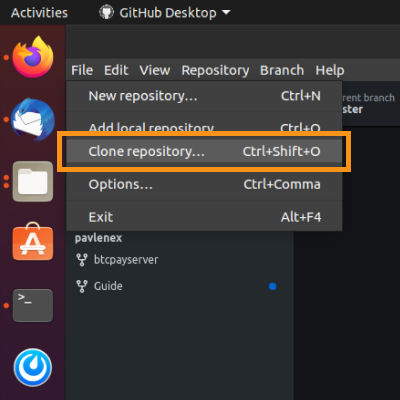 Activities GitHub Desktop
File Edit View Repository Branch Help
New repository... Ctrl+N
rent branch
ster
Add local repository Ctrl+O
Clone repository... Ctrl+Shift+O
Options... Ctrl+Comma
Exit Alt+F4
pavlenex
btcpayserver
Guide
>_